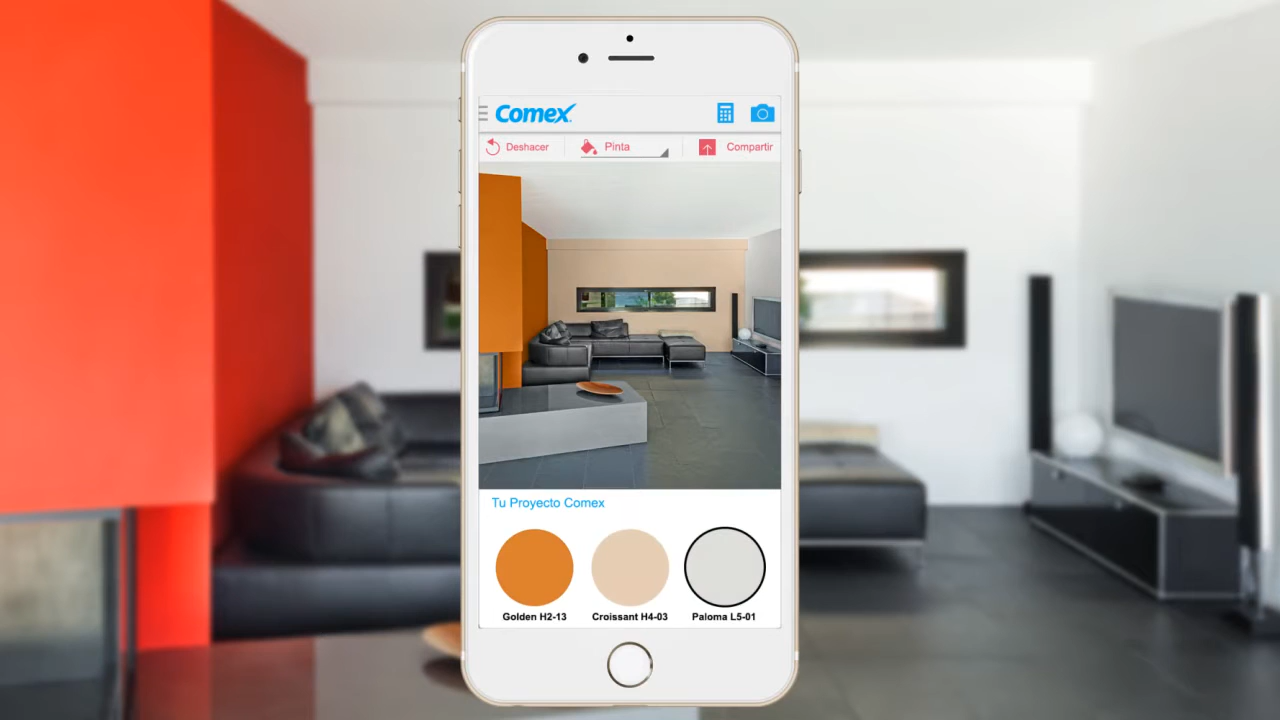 Comex
Deshacer Pinta Compartir
Tu Proyecto Comex
Golden H2-13 Croissant H4-03 Paloma L5-01